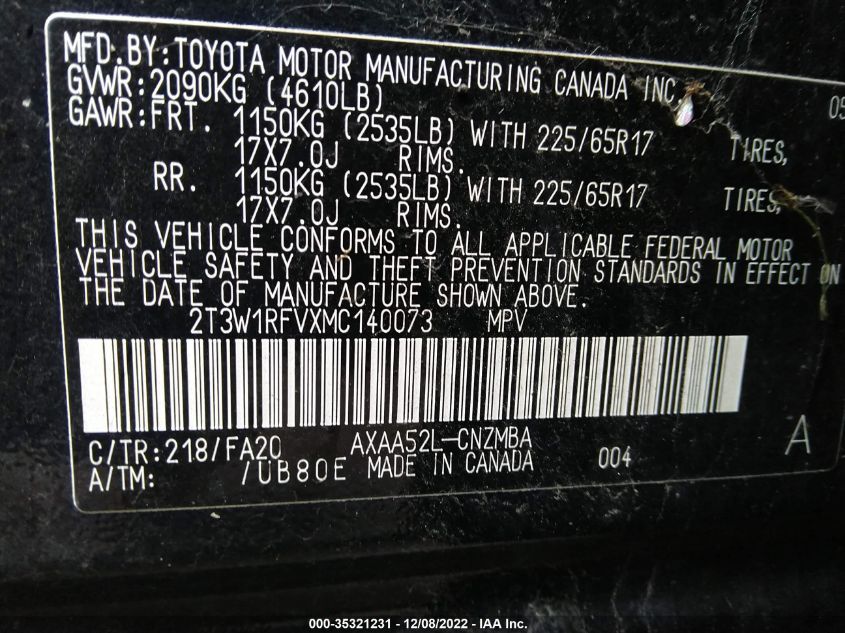 MFD.BY:TOYOTA MOTOR MANUFACTURING CANADA INC. 05
GVWR:2090KG (4610LB)
GAWR:FRT. 1150KG (2535LB) WITH 225/65R17 TIRES,
17X7.0J RIMS.
RR. 1150KG (2535LB) WITH 225/65R17 TIRES,
17X7.0J RIMS.
THIS VEHICLE CONFORMS TO ALL APPLICABLE FEDERAL MOTOR
VEHICLE SAFETY AND THEFT PREVENTION STANDARDS IN EFFECT ON
THE DATE OF MANUFACTURE SHOWN ABOVE.
2T3W1RFVXMC140073 MPV
C/TR:218/FA20 AXAA52L-CNZMBA A
A/TM: /UB80E MADE IN CANADA 004
000-35321231 - 12/08/2022 - IAA Inc.